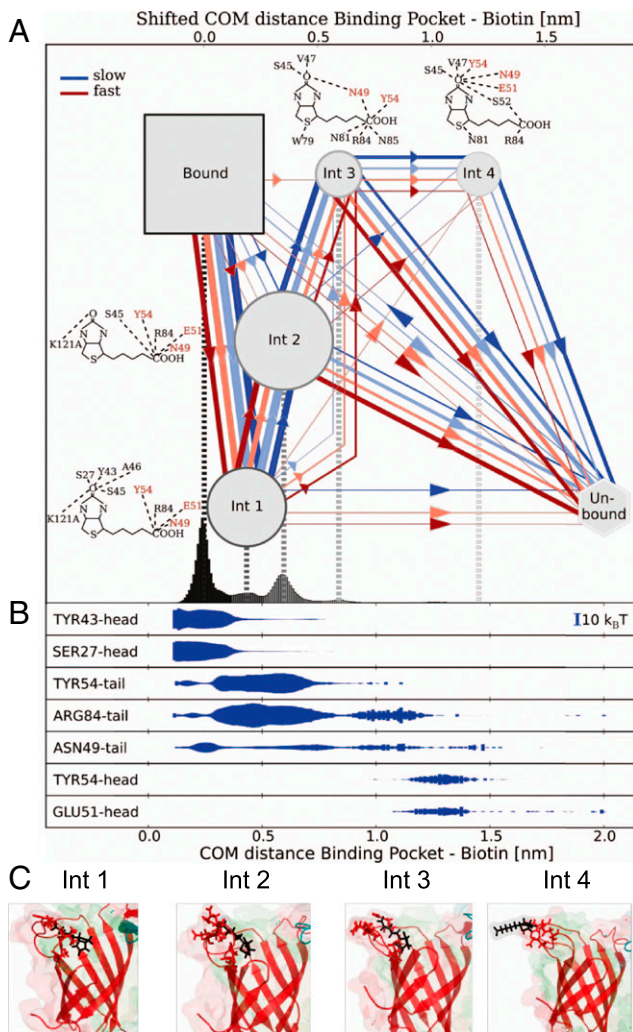 A
Shifted COM distance Binding Pocket - Biotin [nm]
0.0 0.5 1.0 1.5
slow
fast
V47
S45
O
N N
S
W79
N49
Y54
COOH
N81 R84 N85
V47 Y54
S45
O
N49
E51
S52
N N
S
COOH
N81 R84
Bound
Int 3
Int 4
Int 2
O S45 Y54
N N
R84 E51
K121A
S
N49
COOH
Int 1
Un-
bound
S27 Y43 A46
O
S45
Y54
N N
R84 E51
K121A
S
N49
COOH
B
TYR43-head
I10 kBT
SER27-head
TYR54-tail
ARG84-tail
ASN49-tail
TYR54-head
GLU51-head
0.0 0.5 1.0 1.5 2.0
COM distance Binding Pocket - Biotin [nm]
C
Int 1 Int 2 Int 3 Int 4